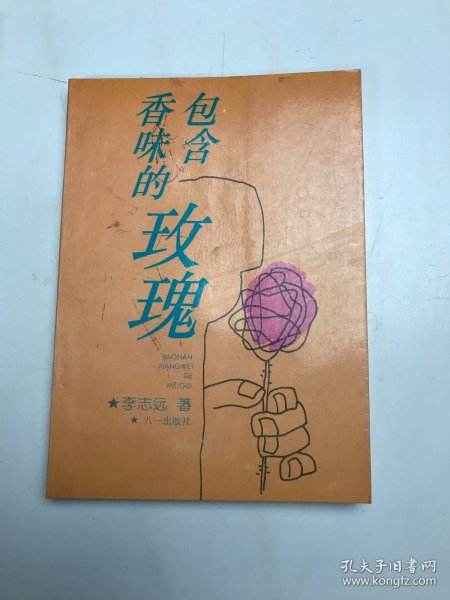 包含
香味的
玫瑰
BAOHAN
XIANGWEI
DE
MEIGUI
★李志远 著
★ 八一出版社
孔夫子旧书网
www.kongfz.com